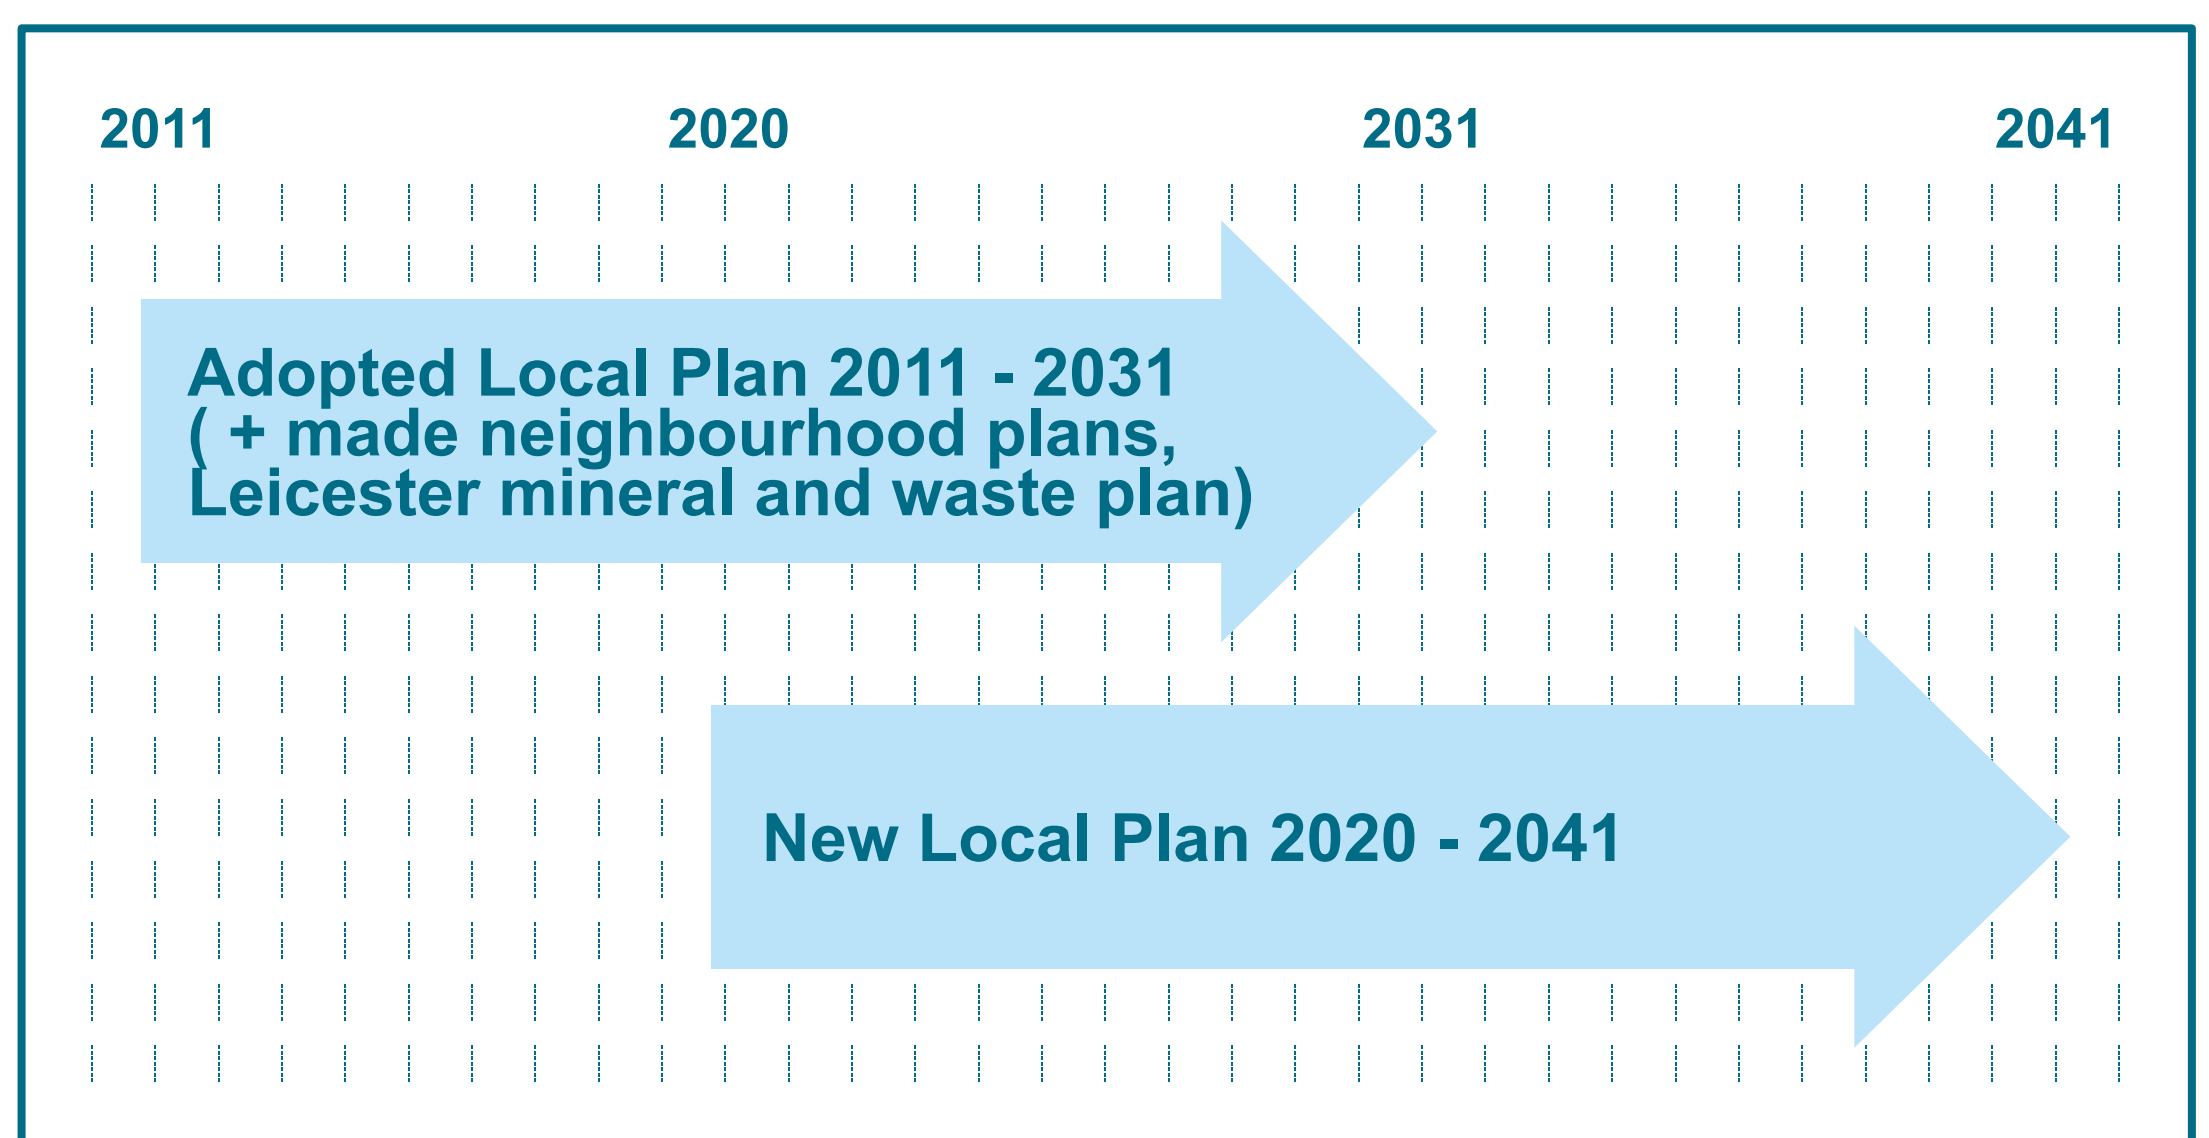 2011 2020 2031 2041
Adopted Local Plan 2011 - 2031
( + made neighbourhood plans,
Leicester mineral and waste plan)
New Local Plan 2020 - 2041